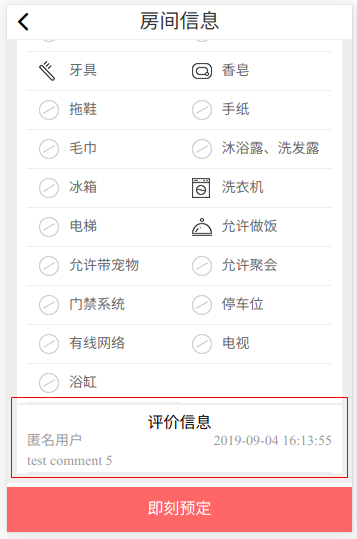 房间信息
牙具 香皂
拖鞋 手纸
毛巾 沐浴露、洗发露
冰箱 洗衣机
电梯 允许做饭
允许带宠物 允许聚会
门禁系统 停车位
有线网络 电视
浴缸
评价信息
匿名用户 2019-09-04 16:13:55
test comment 5
即刻预定